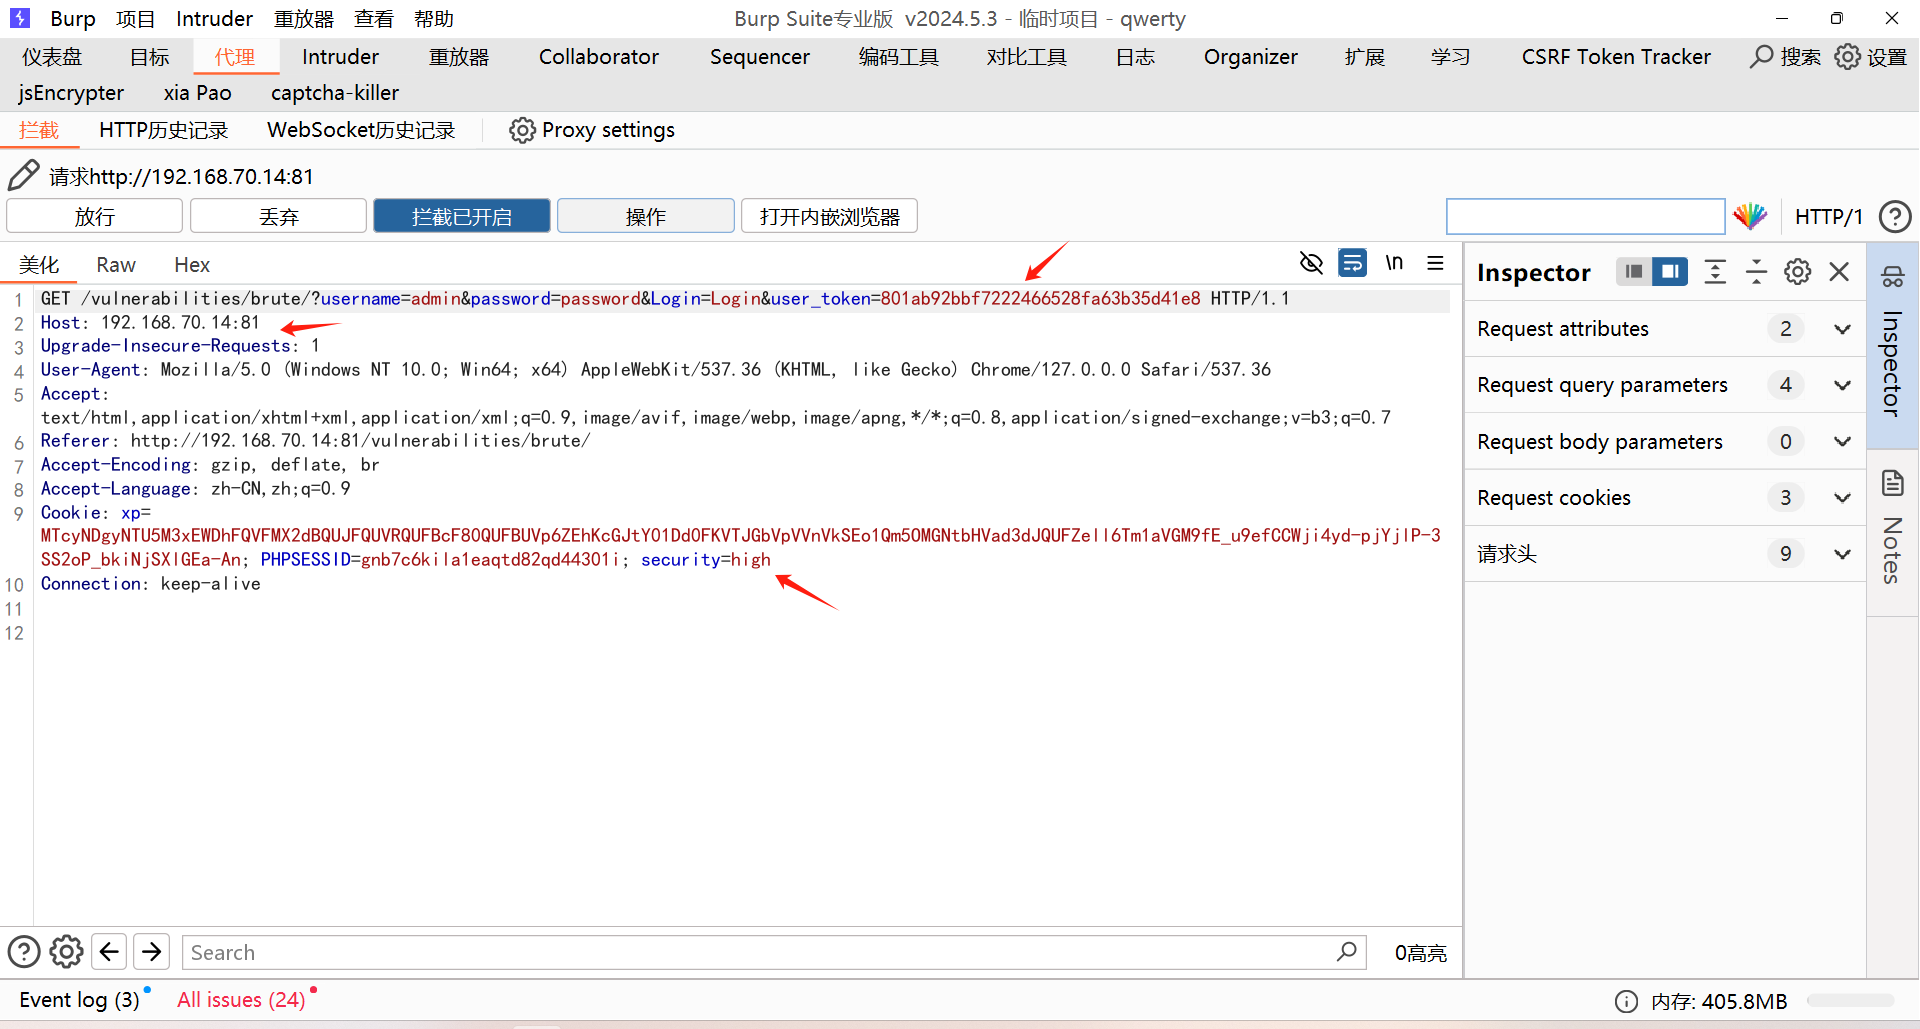 Burp 项目 Intruder 重放器 查看 帮助 Burp Suite专业版 v2024.5.3 - 临时项目 - qwerty
仪表盘 目标 代理 Intruder 重放器 Collaborator Sequencer 编码工具 对比工具 日志 Organizer 扩展 学习 CSRF Token Tracker 搜索 设置
jsEncrypter xia Pao captcha-killer
拦截 HTTP历史记录 WebSocket历史记录 Proxy settings
请求http://192.168.70.14:81
放行 丢弃 拦截已开启 操作 打开内嵌浏览器 HTTP/1
美化 Raw Hex \n
1 GET /vulnerabilities/brute/?username=admin&password=password&Login=Login&user_token=801ab92bbf7222466528fa63b35d41e8 HTTP/1.1
2 Host: 192.168.70.14:81
3 Upgrade-Insecure-Requests: 1
4 User-Agent: Mozilla/5.0 (Windows NT 10.0; Win64; x64) AppleWebKit/537.36 (KHTML, like Gecko) Chrome/127.0.0.0 Safari/537.36
5 Accept:
text/html,application/xhtml+xml,application/xml;q=0.9,image/avif,image/webp,image/apng,*/*;q=0.8,application/signed-exchange;v=b3;q=0.7
6 Referer: http://192.168.70.14:81/vulnerabilities/brute/
7 Accept-Encoding: gzip, deflate, br
8 Accept-Language: zh-CN,zh;q=0.9
9 Cookie: xp=
SS2oP_bkiNjSXlGEa-An; PHPSESSID=gnb7c6kila1eaqtd82qd44301i; security=high
10 Connection: keep-alive
11
12
Inspector
Request attributes 2
Request query parameters 4
Request body parameters 0
Request cookies 3
请求头 9
Inspector
Notes
Search 0高亮
Event log (3) All issues (24) 内存: 405.8MB